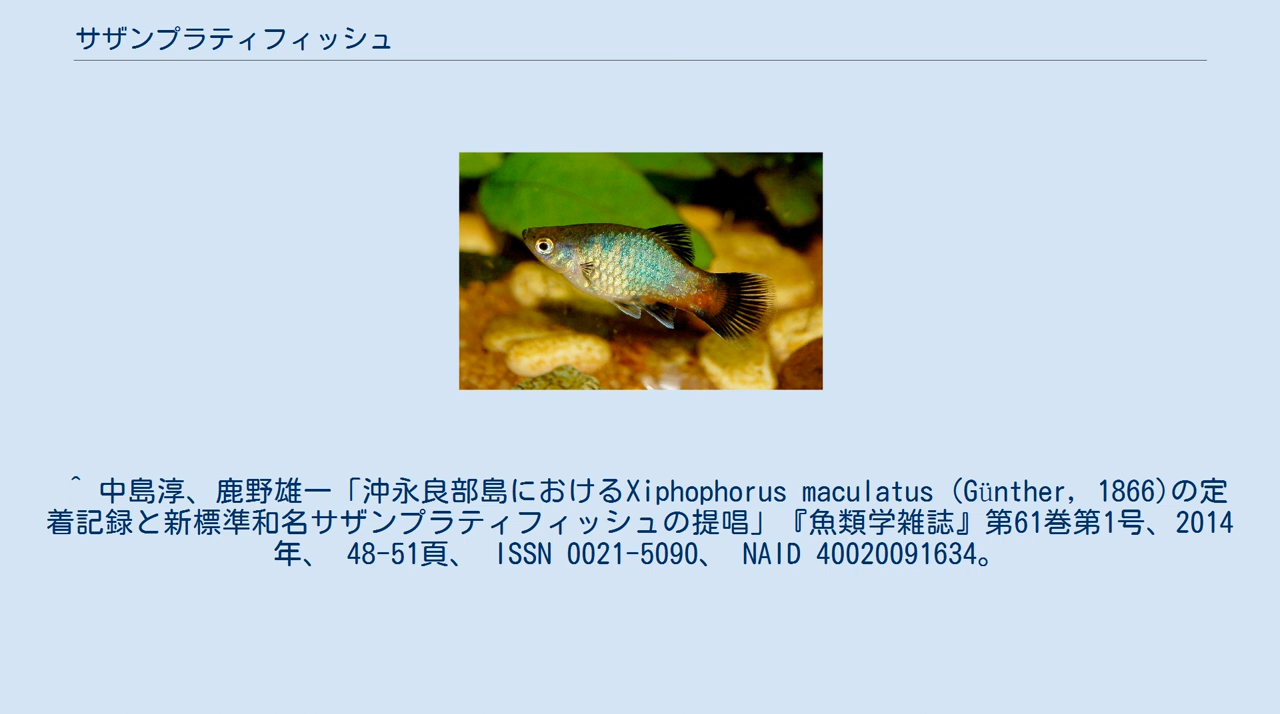 サザンプラティフィッシュ
^ 中島淳、鹿野雄一「沖永良部島におけるXiphophorus maculatus (Günther, 1866)の定
着記録と新標準和名サザンプラティフィッシュの提唱」『魚類学雑誌』第61巻第1号、2014
年、 48-51頁、 ISSN 0021-5090、 NAID 40020091634。